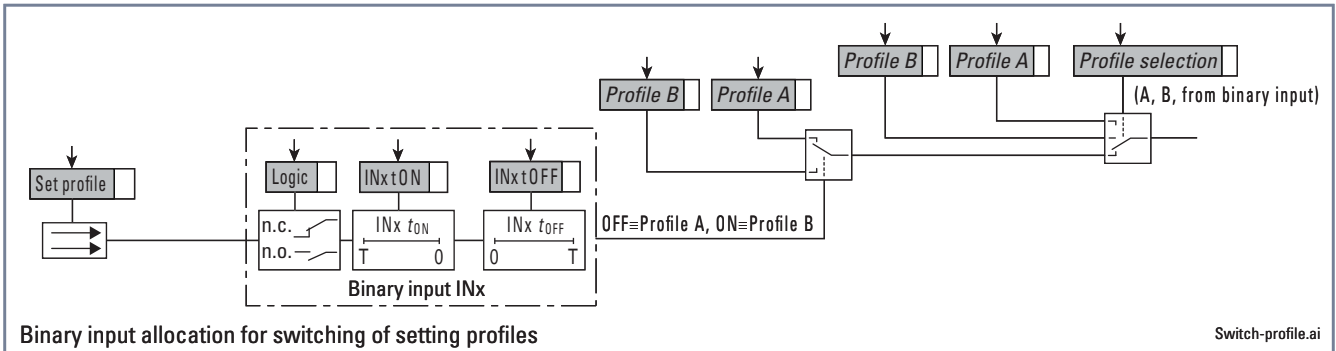 Profile B
Profile A
Profile selection
(A, B, from binary input)
Profile B
Profile A
Set profile
Logic
INx tON
INx tOFF
n.c.
n.o.
INx tON
T 0
INx tOFF
0 T
OFF≡Profile A, ON≡Profile B
Binary input INx
Binary input allocation for switching of setting profiles
Switch-profile.ai